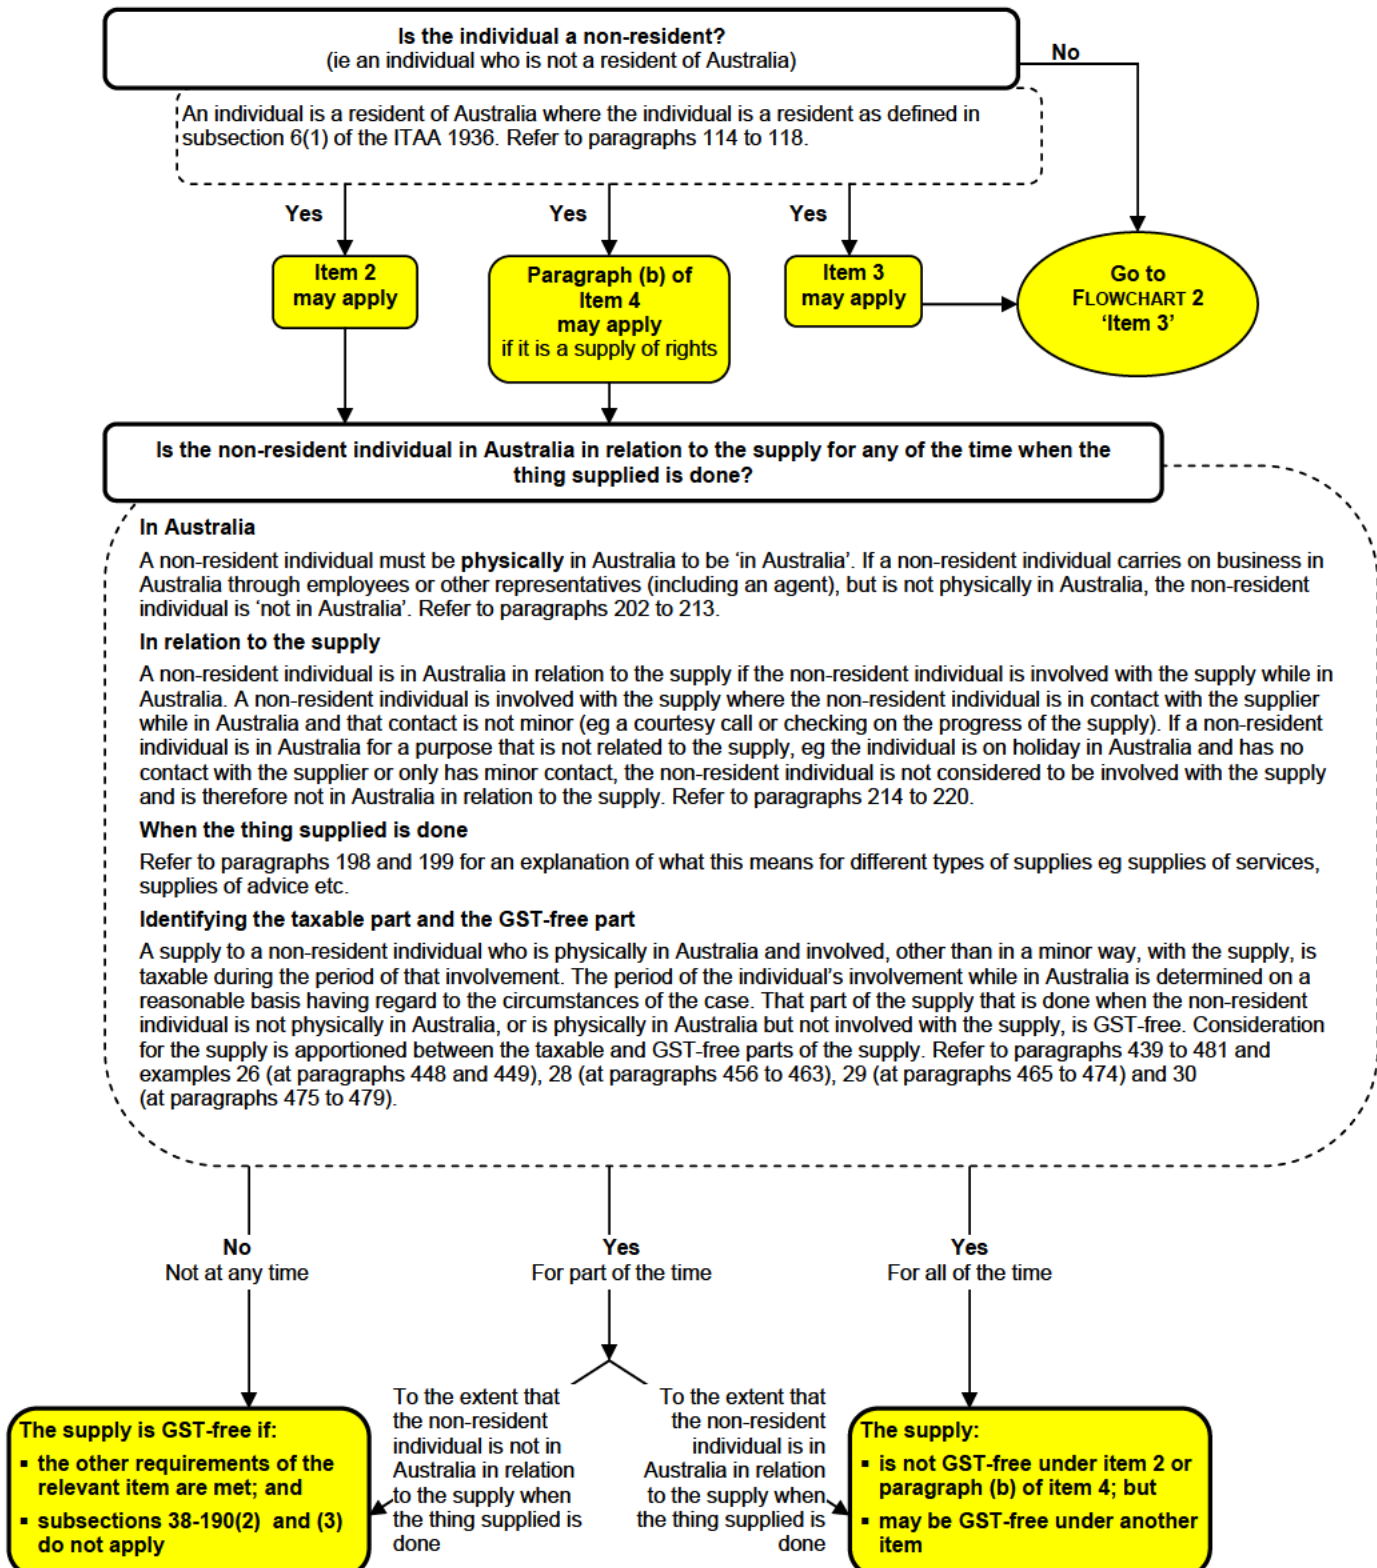 Is the individual a non-resident?
(ie an individual who is not a resident of Australia)
No
An individual is a resident of Australia where the individual is a resident as defined in
subsection 6(1) of the ITAA 1936. Refer to paragraphs 114 to 118.
Yes
Yes
Yes
Item 2
may apply
Paragraph (b) of
Item 4
may apply
if it is a supply of rights
Item 3
may apply
Go to
FLOWCHART 2
‘Item 3’
Is the non-resident individual in Australia in relation to the supply for any of the time when the
thing supplied is done?
In Australia
A non-resident individual must be physically in Australia to be ‘in Australia’. If a non-resident individual carries on business in
Australia through employees or other representatives (including an agent), but is not physically in Australia, the non-resident
individual is ‘not in Australia’. Refer to paragraphs 202 to 213.
In relation to the supply
A non-resident individual is in Australia in relation to the supply if the non-resident individual is involved with the supply while in
Australia. A non-resident individual is involved with the supply where the non-resident individual is in contact with the supplier
while in Australia and that contact is not minor (eg a courtesy call or checking on the progress of the supply). If a non-resident
individual is in Australia for a purpose that is not related to the supply, eg the individual is on holiday in Australia and has no
contact with the supplier or only has minor contact, the non-resident individual is not considered to be involved with the supply
and is therefore not in Australia in relation to the supply. Refer to paragraphs 214 to 220.
When the thing supplied is done
Refer to paragraphs 198 and 199 for an explanation of what this means for different types of supplies eg supplies of services,
supplies of advice etc.
Identifying the taxable part and the GST-free part
A supply to a non-resident individual who is physically in Australia and involved, other than in a minor way, with the supply, is
taxable during the period of that involvement. The period of the individual’s involvement while in Australia is determined on a
reasonable basis having regard to the circumstances of the case. That part of the supply that is done when the non-resident
individual is not physically in Australia, or is physically in Australia but not involved with the supply, is GST-free. Consideration
for the supply is apportioned between the taxable and GST-free parts of the supply. Refer to paragraphs 439 to 481 and
examples 26 (at paragraphs 448 and 449), 28 (at paragraphs 456 to 463), 29 (at paragraphs 465 to 474) and 30
(at paragraphs 475 to 479).
No
Not at any time
Yes
For part of the time
Yes
For all of the time
The supply is GST-free if:
▪ the other requirements of the
relevant item are met; and
▪ subsections 38-190(2) and (3)
do not apply
To the extent that
the non-resident
individual is not in
Australia in relation
to the supply when
the thing supplied is
done
To the extent that
the non-resident
individual is in
Australia in relation
to the supply when
the thing supplied is
done
The supply:
▪ is not GST-free under item 2 or
paragraph (b) of item 4; but
▪ may be GST-free under another
item